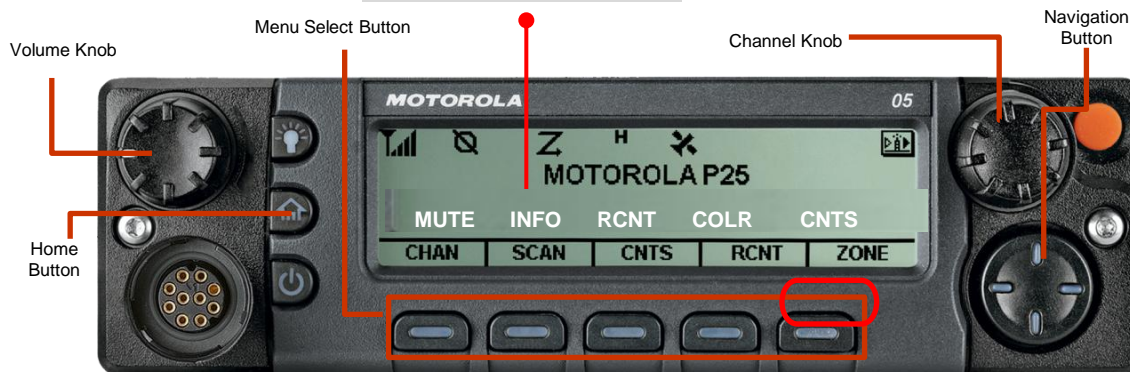 Navigation
Button
Menu Select Button
Channel Knob
Volume Knob
MOTOROLA 05
H
MOTOROLA P25
MUTE INFO RCNT COLR CNTS
CHAN SCAN CNTS RCNT ZONE
Home
Button